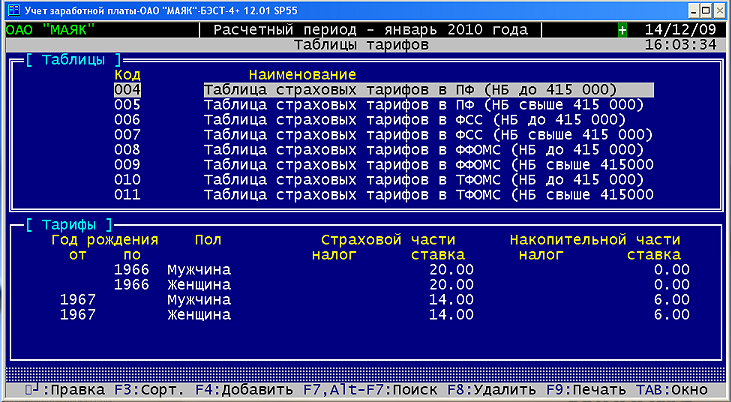 Учет заработной платы-ОАО "МАЯК"-БЭСТ-4+ 12.01 SP55
ОАО "МАЯК" | Расчетный период - январь 2010 года | + 14/12/09
Таблицы тарифов 16:03:34
[ Таблицы ]
Код Наименование
004 Таблица страховых тарифов в ПФ (НБ до 415 000)
005 Таблица страховых тарифов в ПФ (НБ свыше 415 000)
006 Таблица страховых тарифов в ФСС (НБ до 415 000)
007 Таблица страховых тарифов в ФСС (НБ свыше 415 000)
008 Таблица страховых тарифов в ФФОМС (НБ до 415 000)
009 Таблица страховых тарифов в ФФОМС (НБ свыше 415000
010 Таблица страховых тарифов в ТФОМС (НБ до 415 000)
011 Таблица страховых тарифов в ТФОМС (НБ свыше 415000
[ Тарифы ]
Год рождения Пол Страховой части Накопительной части
от по налог ставка налог ставка
1966 Мужчина 20.00 0.00
1966 Женщина 20.00 0.00
1967 Мужчина 14.00 6.00
1967 Женщина 14.00 6.00
┘:Правка F3:Сорт. F4:Добавить F7,Alt-F7:Поиск F8:Удалить F9:Печать TAB:Окно